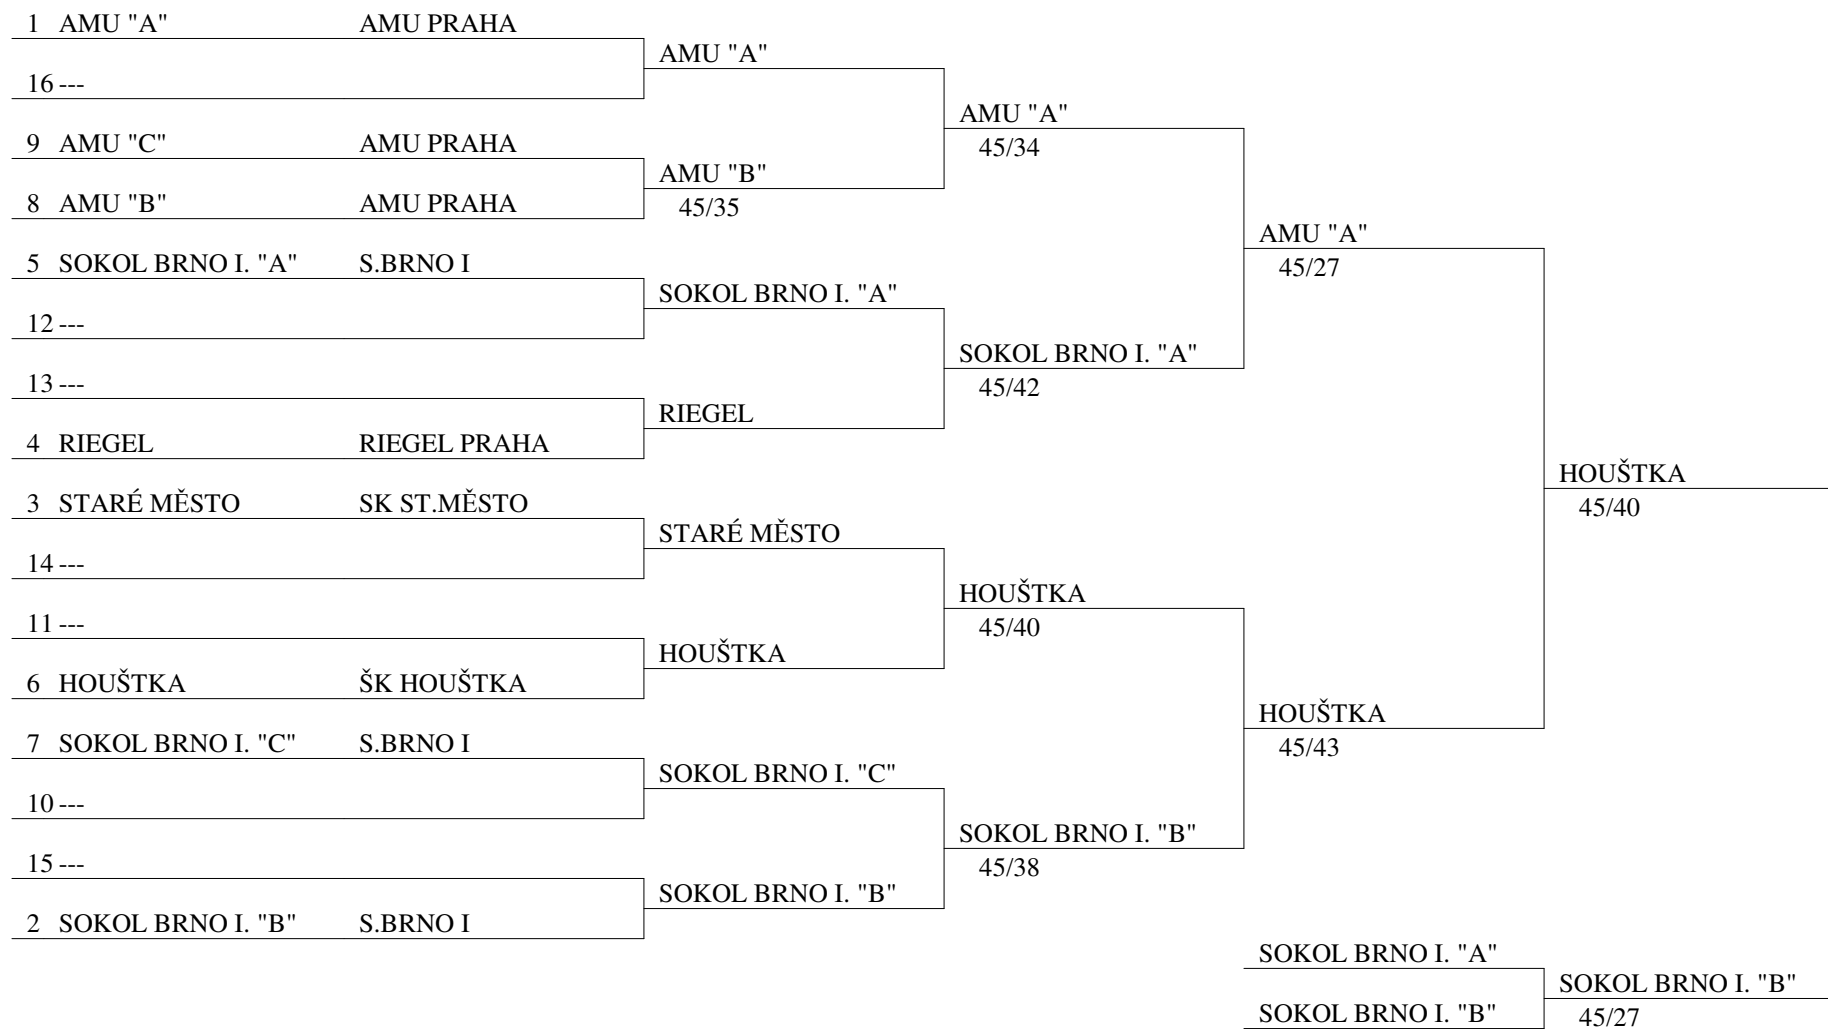 1 AMU "A" AMU PRAHA
AMU "A"
16 ---
AMU "A"
9 AMU "C" AMU PRAHA
45/34
AMU "B"
8 AMU "B" AMU PRAHA
45/35
AMU "A"
5 SOKOL BRNO I. "A" S.BRNO I
45/27
SOKOL BRNO I. "A"
12 ---
SOKOL BRNO I. "A"
13 ---
45/42
RIEGEL
4 RIEGEL RIEGEL PRAHA
HOUŠTKA
3 STARÉ MĚSTO SK ST.MĚSTO
45/40
STARÉ MĚSTO
14 ---
HOUŠTKA
11 ---
45/40
HOUŠTKA
6 HOUŠTKA ŠK HOUŠTKA
HOUŠTKA
7 SOKOL BRNO I. "C" S.BRNO I
45/43
SOKOL BRNO I. "C"
10 ---
SOKOL BRNO I. "B"
15 ---
45/38
SOKOL BRNO I. "B"
2 SOKOL BRNO I. "B" S.BRNO I
SOKOL BRNO I. "A"
SOKOL BRNO I. "B"
SOKOL BRNO I. "B"
45/27